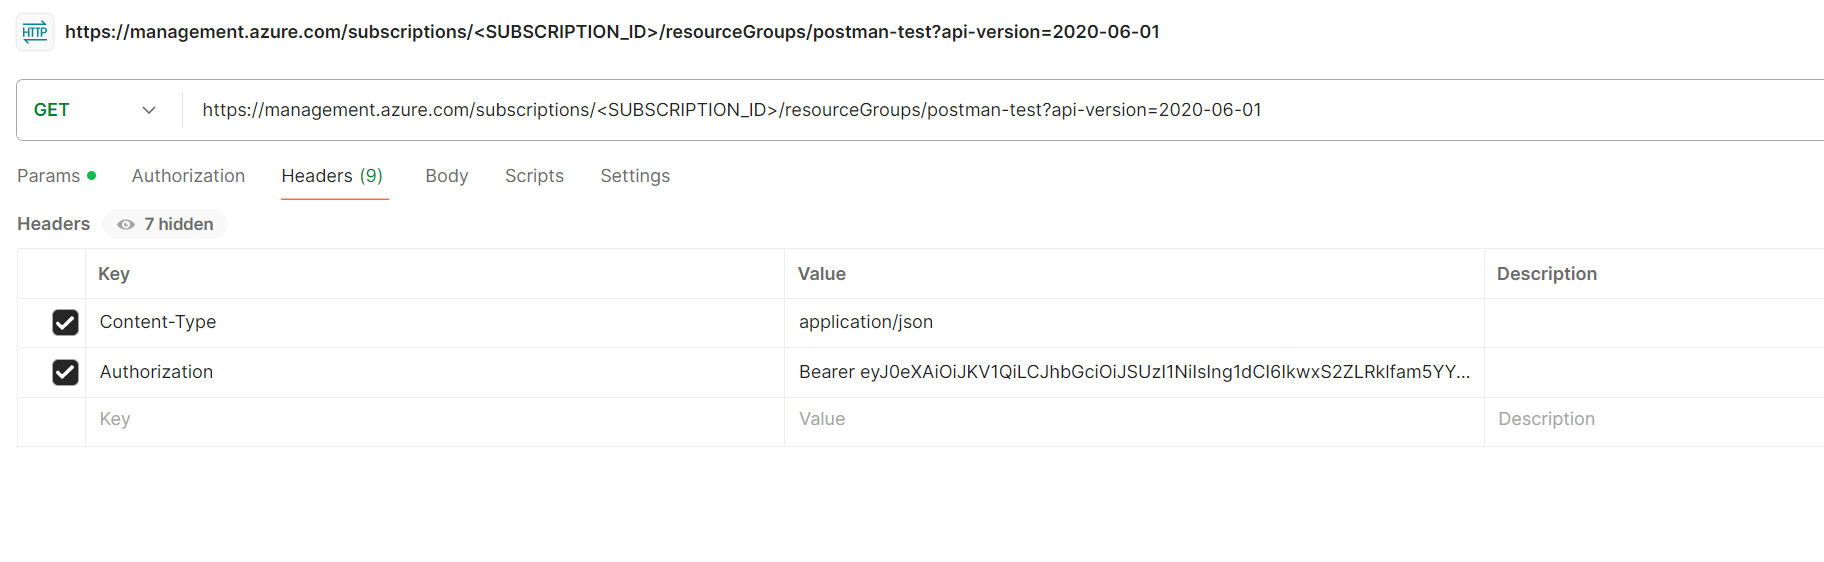 HTTP https://management.azure.com/subscriptions/<SUBSCRIPTION_ID>/resourceGroups/postman-test?api-version=2020-06-01
GET https://management.azure.com/subscriptions/<SUBSCRIPTION_ID>/resourceGroups/postman-test?api-version=2020-06-01
Params Authorization Headers (9) Body Scripts Settings
Headers 7 hidden
Key Value Description
Content-Type application/json
Authorization Bearer eyJ0eXAiOiJKV1QiLCJhbGciOiJSUzI1NiIsIng1dCI6IkwxS2ZLRklfam5YY...
Key Value Description